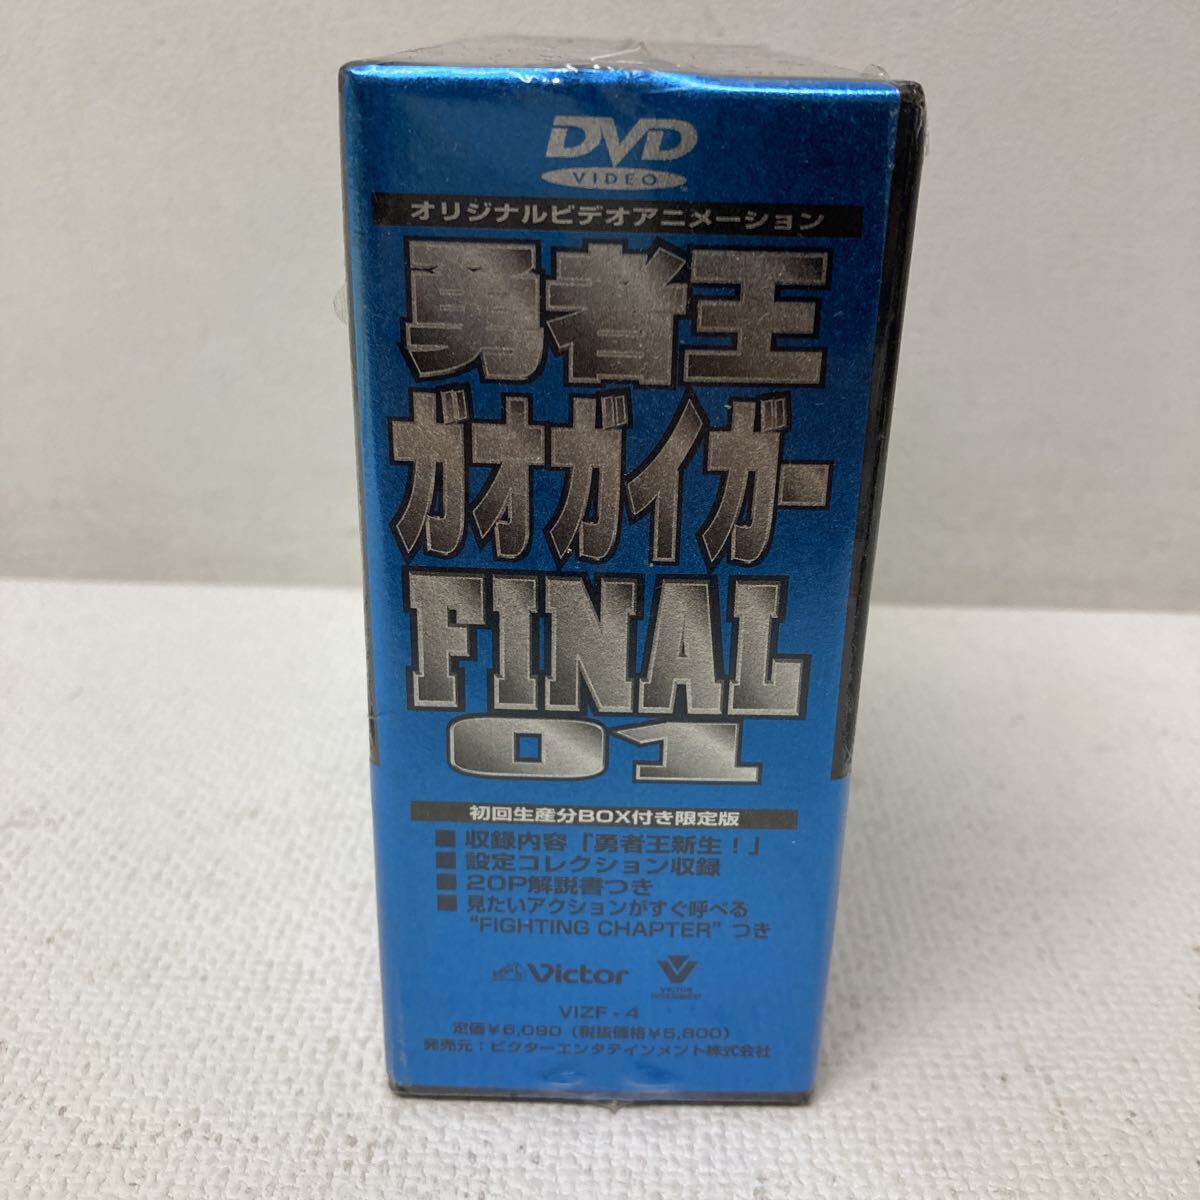 DVD
VIDEO
オリジナルビデオアニメーション
勇者王
ガオガイガー
FINAL
01
初回生産分BOX付き限定版
■ 収録内容「勇者王新生!」
■ 設定コレクション収録
■ 20P解説書つき
■ 見たいアクションがすぐ呼べる
“FIGHTING CHAPTER” つき
Victor
VICTOR
VIZF-4
定価¥6,090(税抜価格¥5,800)
発売元:ビクターエンタテインメント株式会社